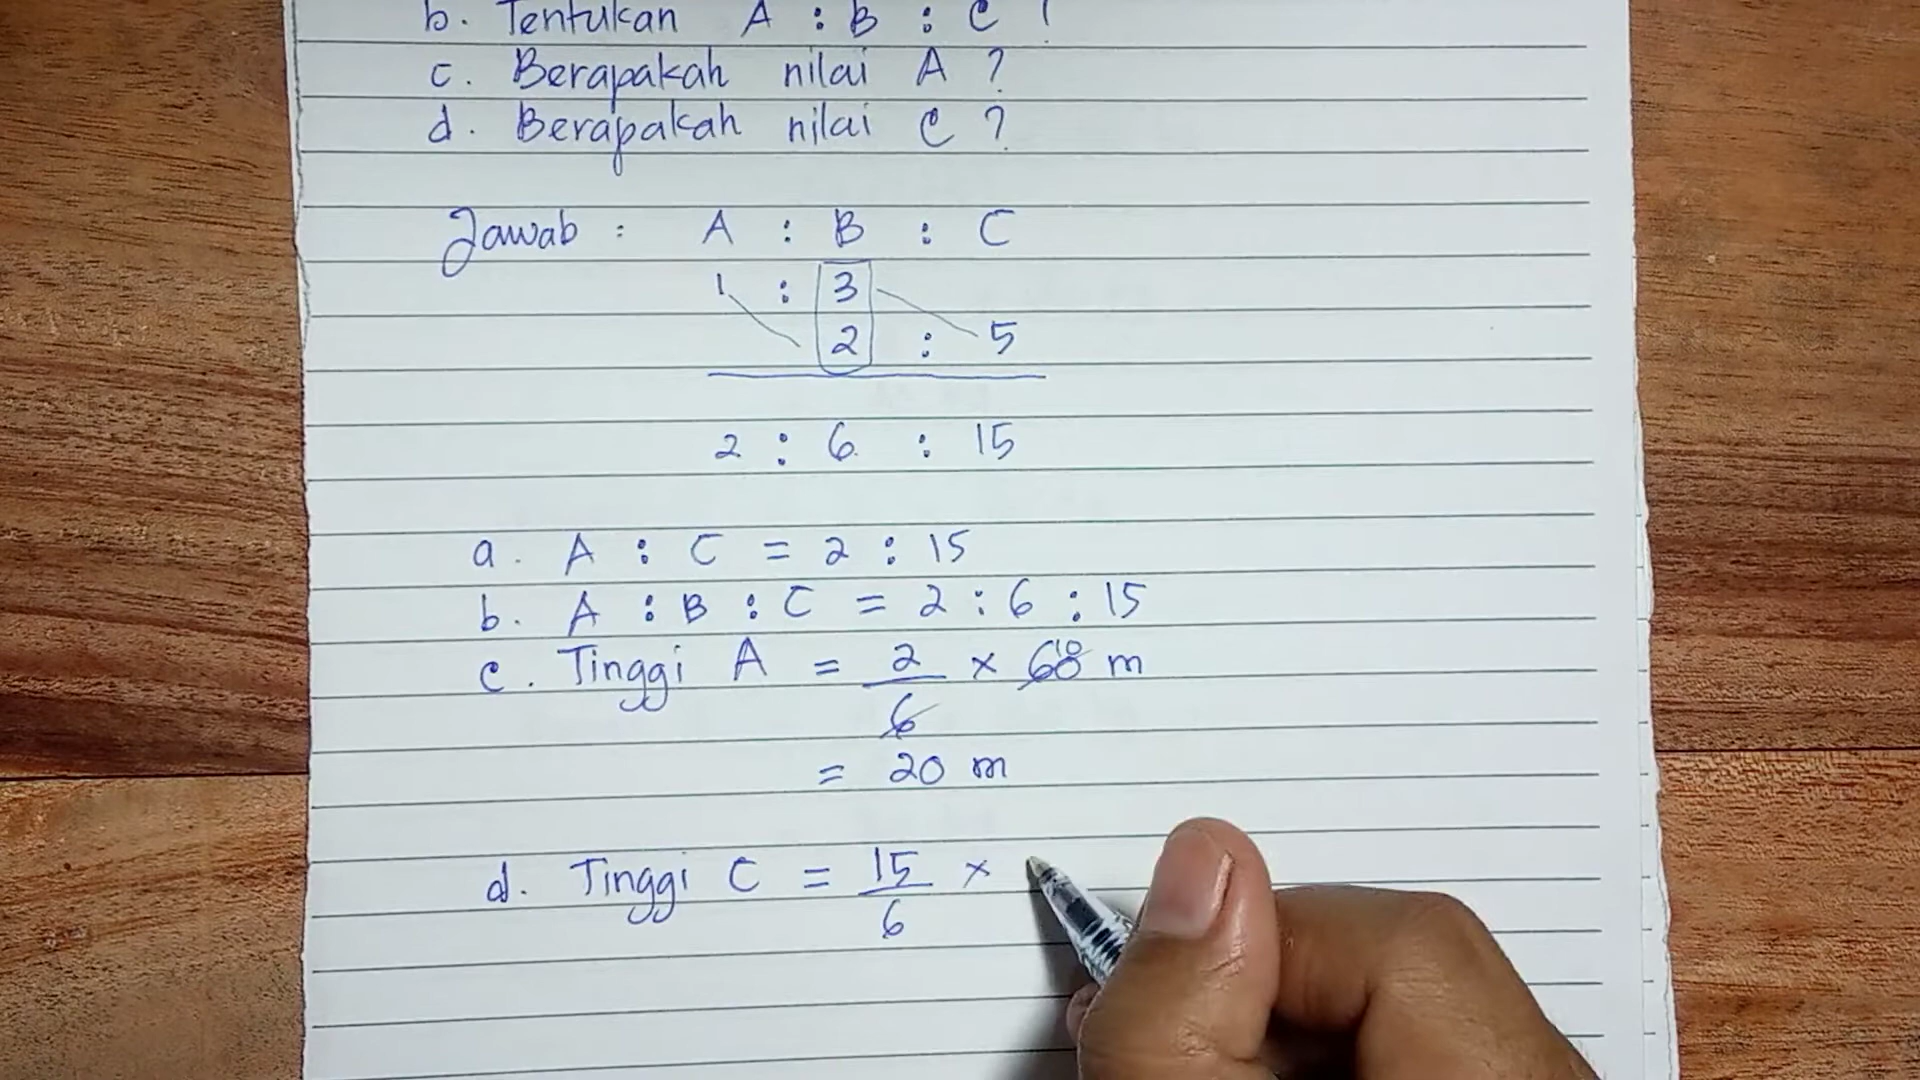 b. Tentukan A : B : C !
c. Berapakah nilai A ?
d. Berapakah nilai C ?
Jawab : A : B : C
1 : 3
2 : 5
2 : 6 : 15
a. A : C = 2 : 15
b. A : B : C = 2 : 6 : 15
c. Tinggi A = 2/6 × 60 10 m
= 20 m
d. Tinggi C = 15/6 ×